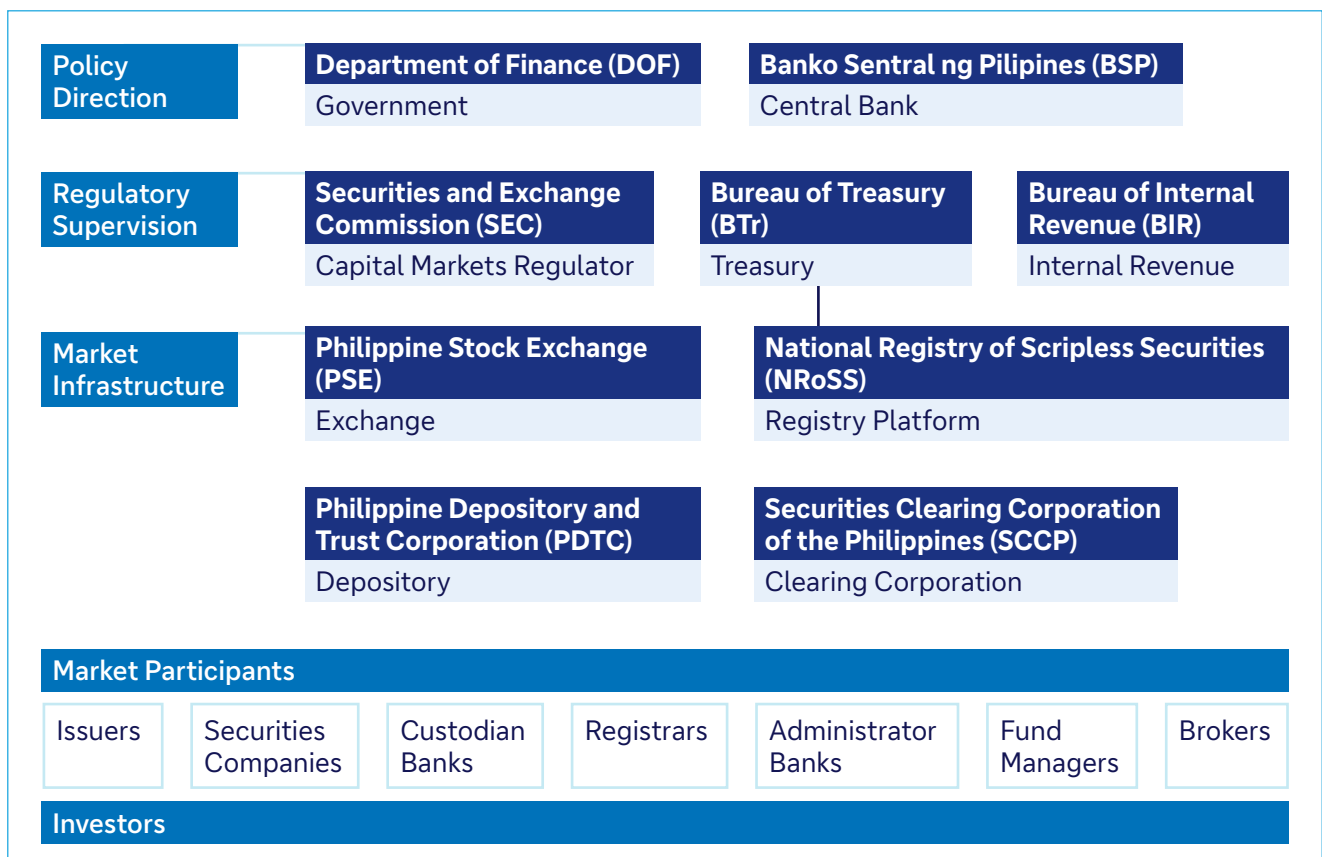 Policy
Direction
Department of Finance (DOF)
Government
Banko Sentral ng Pilipines (BSP)
Central Bank
Regulatory
Supervision
Securities and Exchange
Commission (SEC)
Capital Markets Regulator
Bureau of Treasury
(BTr)
Treasury
Bureau of Internal
Revenue (BIR)
Internal Revenue
Market
Infrastructure
Philippine Stock Exchange
(PSE)
Exchange
National Registry of Scripless Securities
(NRoSS)
Registry Platform
Philippine Depository and
Trust Corporation (PDTC)
Depository
Securities Clearing Corporation
of the Philippines (SCCP)
Clearing Corporation
Market Participants
Issuers
Securities
Companies
Custodian
Banks
Registrars
Administrator
Banks
Fund
Managers
Brokers
Investors